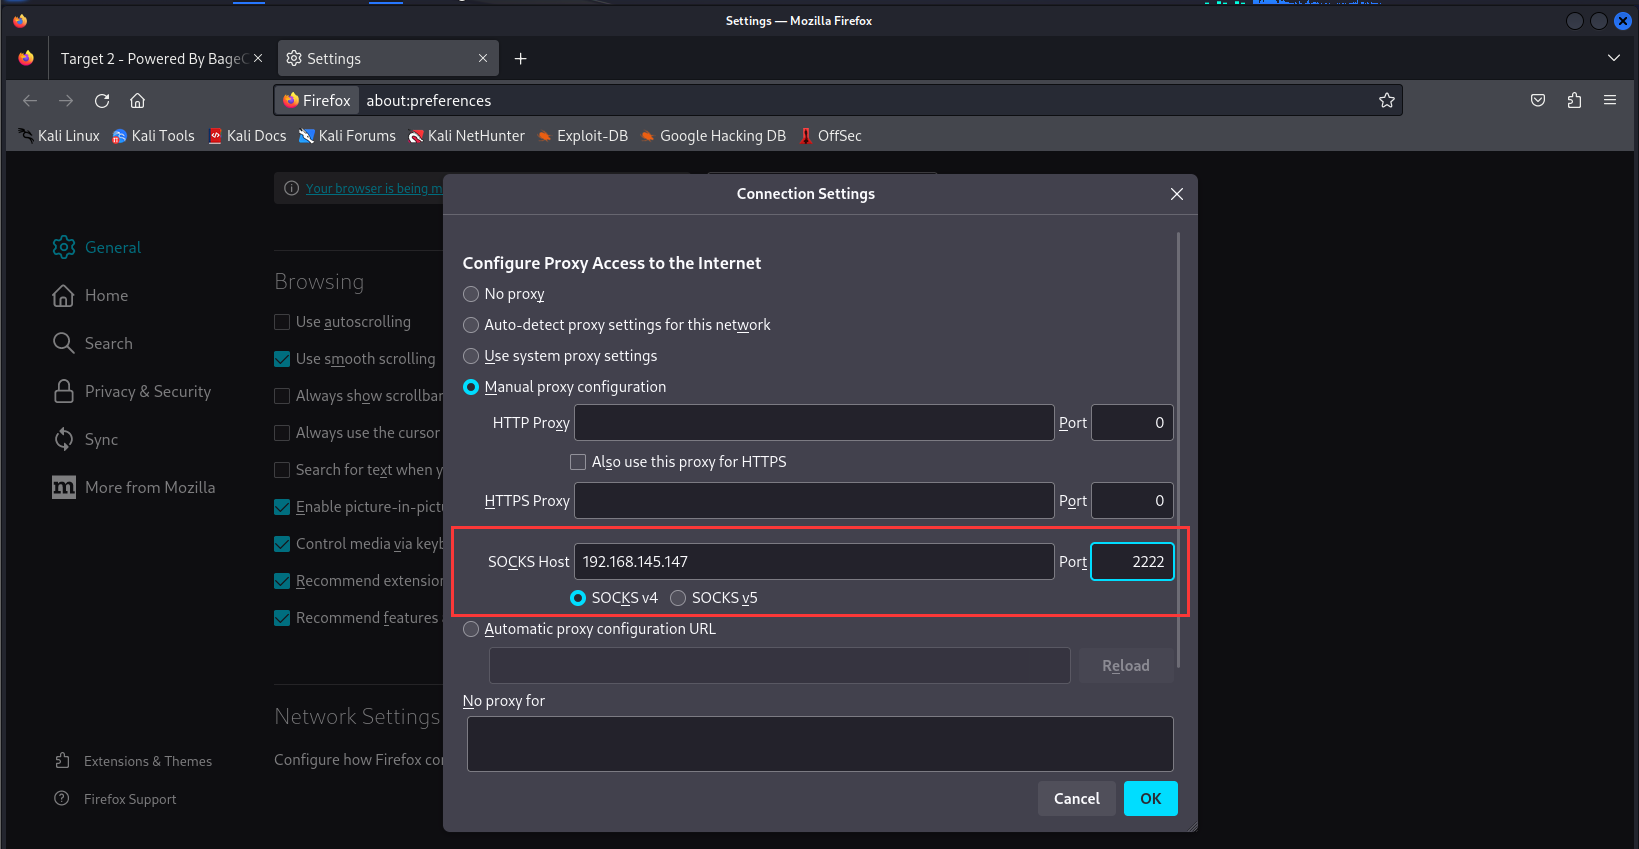 Settings — Mozilla Firefox
Target 2 - Powered By BageC
Settings
Firefox
about:preferences
Kali Linux
Kali Tools
Kali Docs
Kali Forums
Kali NetHunter
Exploit-DB
Google Hacking DB
OffSec
Your browser is being m
Connection Settings
General
Home
Search
Privacy & Security
Sync
More from Mozilla
Extensions & Themes
Firefox Support
Browsing
Use autoscrolling
Use smooth scrolling
Always show scrollbar
Always use the cursor
Search for text when y
Enable picture-in-pictu
Control media via keyb
Recommend extension
Recommend features
Network Settings
Configure how Firefox co
Configure Proxy Access to the Internet
No proxy
Auto-detect proxy settings for this network
Use system proxy settings
Manual proxy configuration
HTTP Proxy
Port
0
Also use this proxy for HTTPS
HTTPS Proxy
Port
0
SOCKS Host
192.168.145.147
Port
2222
SOCKS v4
SOCKS v5
Automatic proxy configuration URL
Reload
No proxy for
Cancel
OK